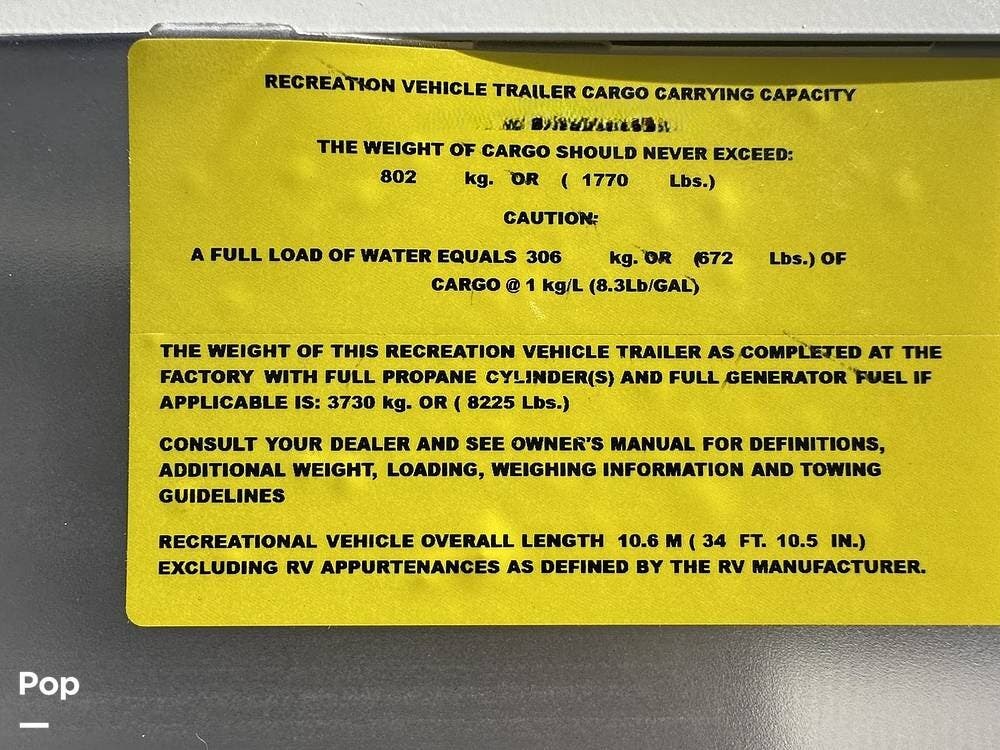 RECREATION VEHICLE TRAILER CARGO CARRYING CAPACITY
THE WEIGHT OF CARGO SHOULD NEVER EXCEED:
802 kg. OR ( 1770 Lbs.)
CAUTION:
A FULL LOAD OF WATER EQUALS 306 kg. OR (672 Lbs.) OF
CARGO @ 1 kg/L (8.3Lb/GAL)
THE WEIGHT OF THIS RECREATION VEHICLE TRAILER AS COMPLETED AT THE
FACTORY WITH FULL PROPANE CYLINDER(S) AND FULL GENERATOR FUEL IF
APPLICABLE IS: 3730 kg. OR ( 8225 Lbs.)
CONSULT YOUR DEALER AND SEE OWNER'S MANUAL FOR DEFINITIONS,
ADDITIONAL WEIGHT, LOADING, WEIGHING INFORMATION AND TOWING
GUIDELINES
RECREATIONAL VEHICLE OVERALL LENGTH 10.6 M ( 34 FT. 10.5 IN.)
EXCLUDING RV APPURTENANCES AS DEFINED BY THE RV MANUFACTURER.
Pop